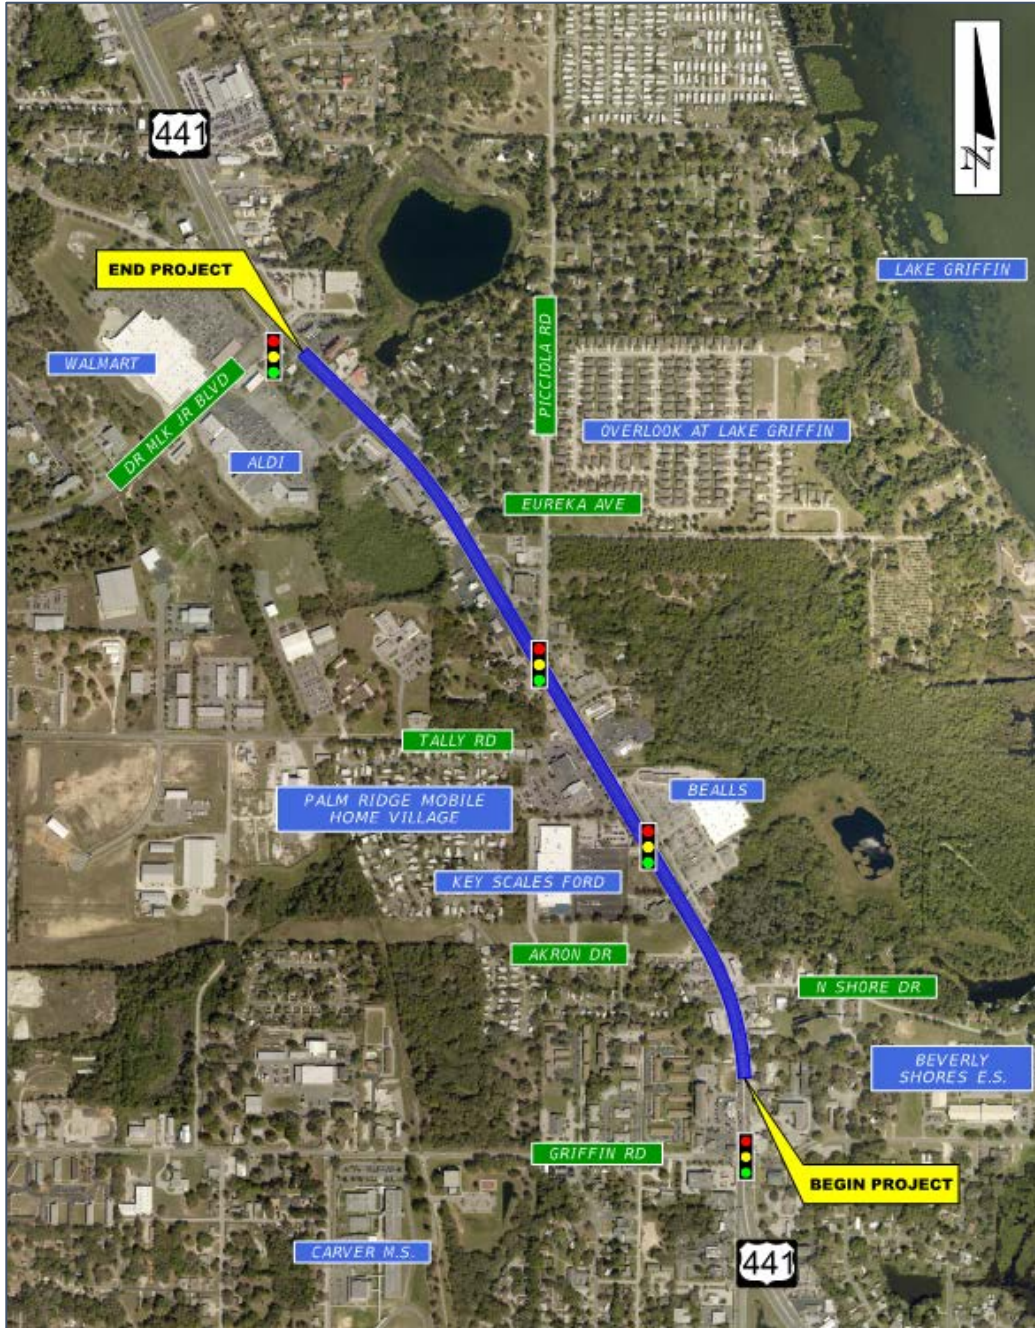 N
441
END PROJECT
LAKE GRIFFIN
PICCIOLA RD
WALMART
DR MLK JR BLVD
OVERLOOK AT LAKE GRIFFIN
ALDI
EUREKA AVE
TALLY RD
BEALLS
PALM RIDGE MOBILE
HOME VILLAGE
KEY SCALES FORD
AKRON DR
N SHORE DR
BEVERLY
SHORES E.S.
GRIFFIN RD
BEGIN PROJECT
CARVER M.S.
441